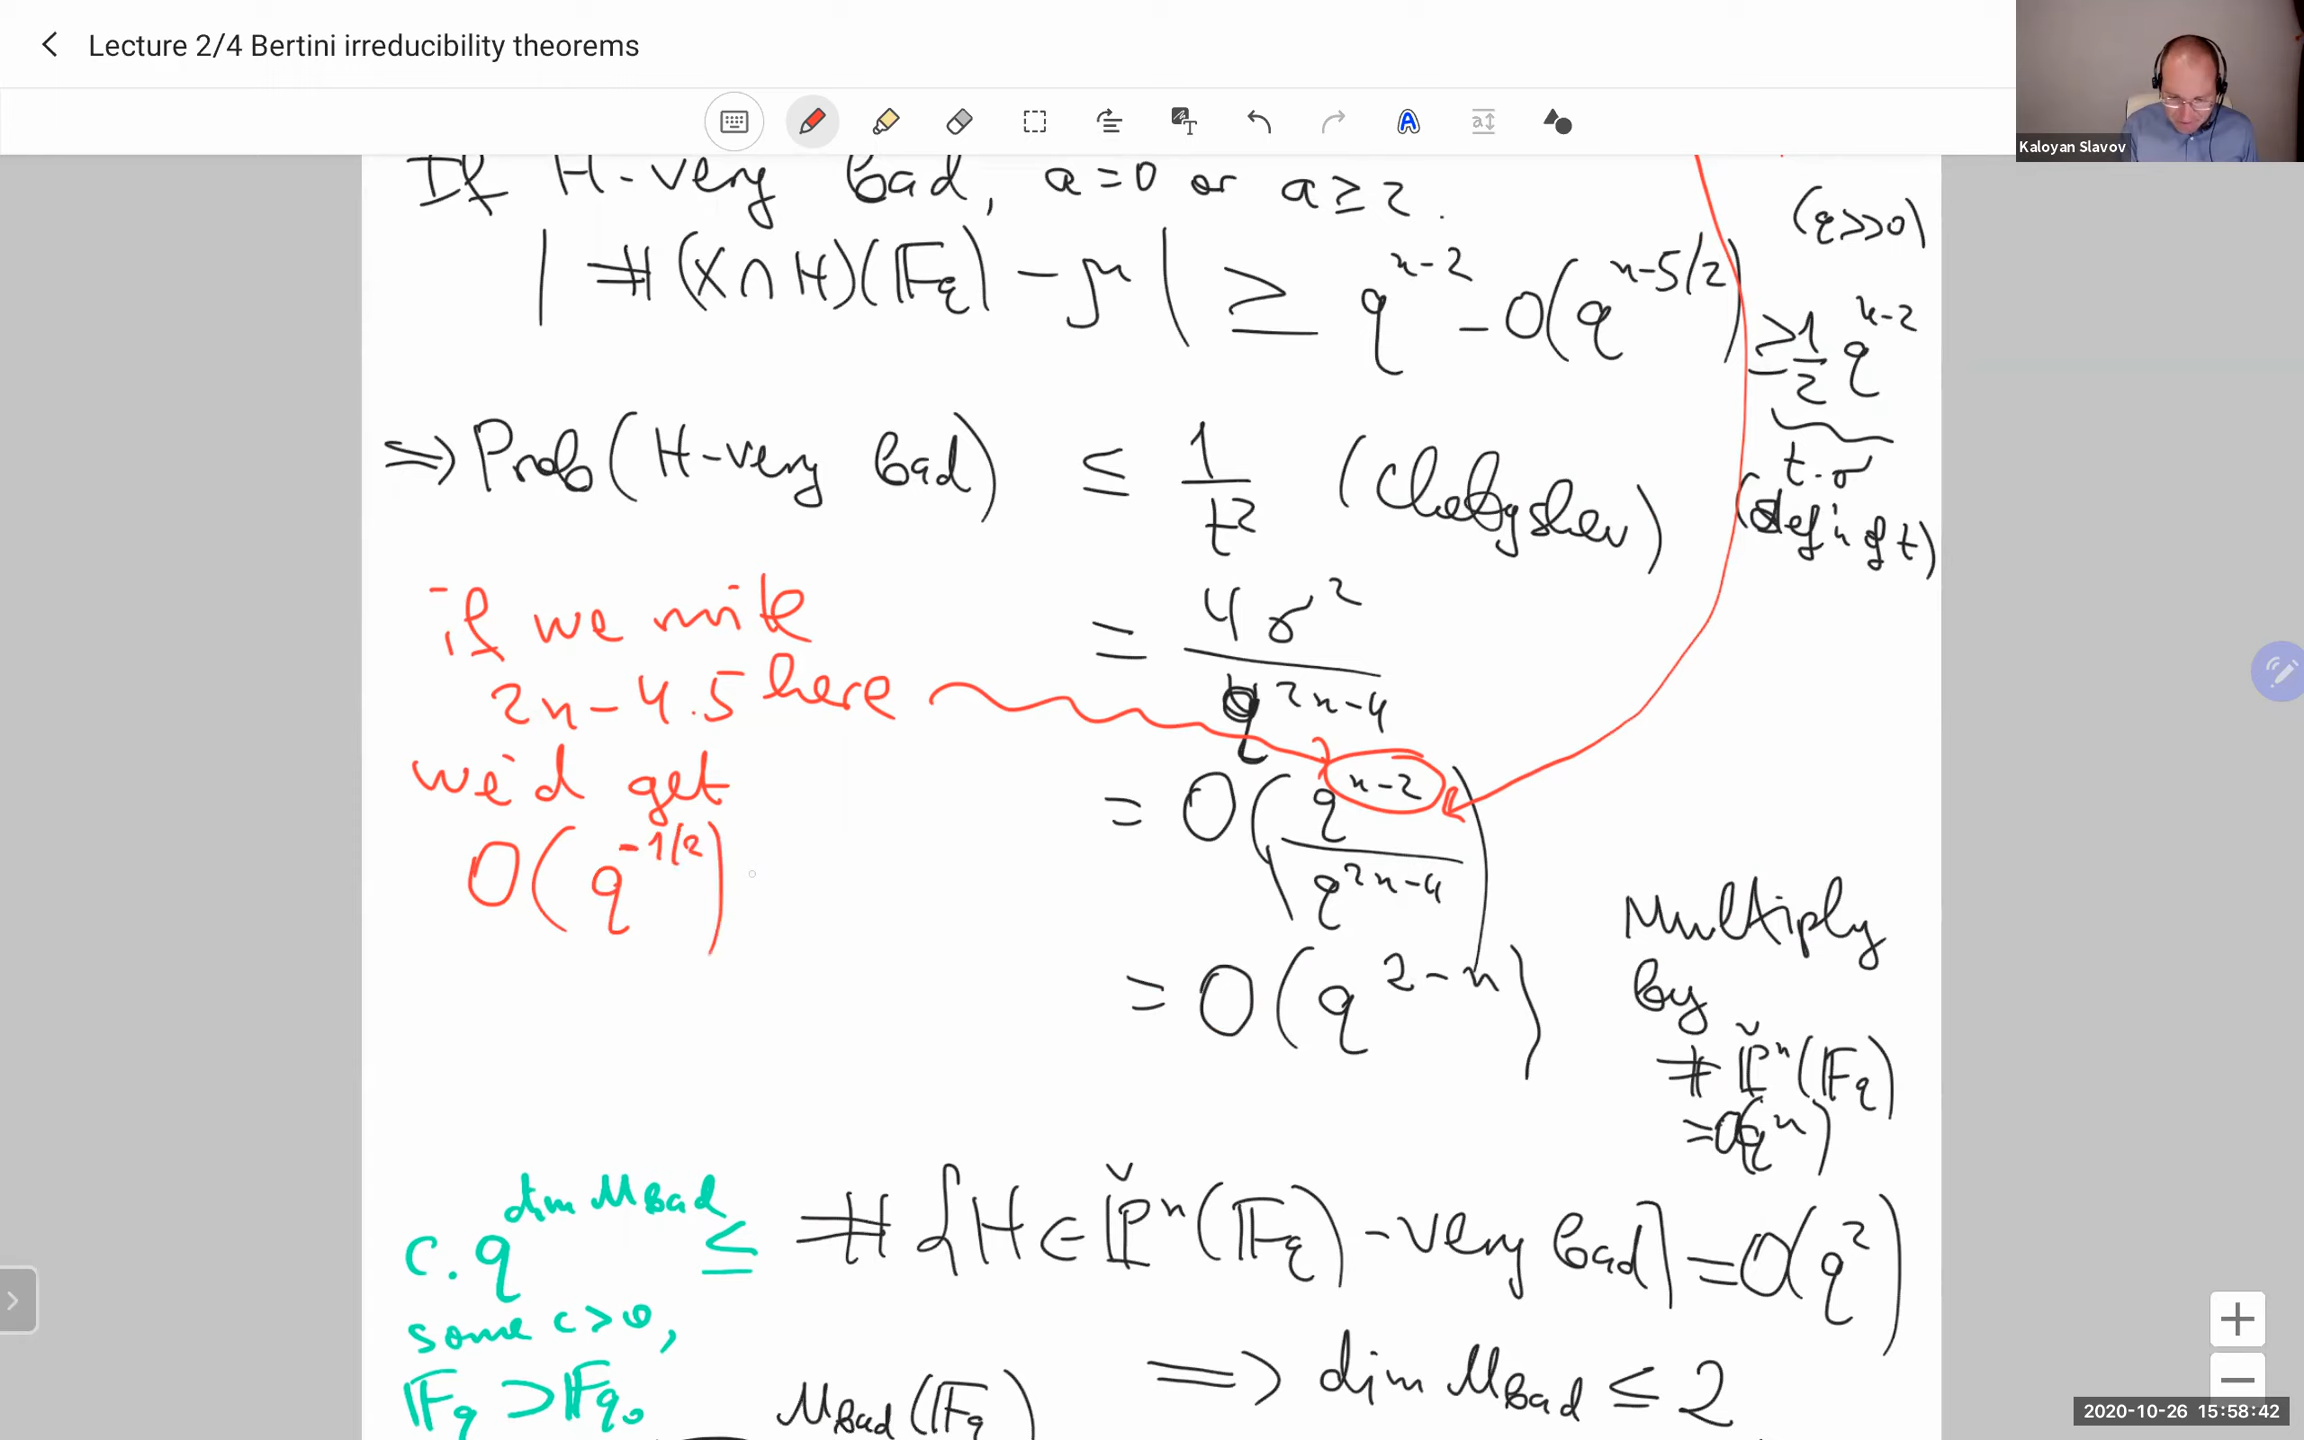 Lecture 2/4 Bertini irreducibility theorems
Kaloyan Slavov
If H-very bad, a=0 or a≥2.
(q>>0)
| #(X∩H)(𝔽q) - μ | ≥ q^{n-2} - O(q^{n-5/2})
≥ 1/2 q^{n-2}
t·σ
(def'n of t)
⇒ Prob(H-very bad) ≤ 1/t² (Chebyshev)
= 4σ²/q^{2n-4}
if we write
2n-4.5 here
we'd get
O(q^{-1/2})
= O(q^{n-2}/q^{2n-4})
= O(q^{2-n})
Multiply
by
# P̌ⁿ(𝔽q)
=O(qⁿ)
c.q^{dim M_bad} ≤ #{H∈P̌ⁿ(𝔽q) -very bad} = O(q²)
some c>0,
𝔽q⊃𝔽q₀
M_bad(𝔽q)
⇒ dim M_bad ≤ 2
2020-10-26 15:58:42